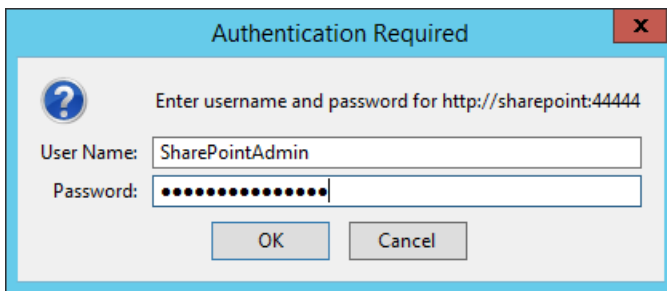 Authentication Required
x
Enter username and password for http://sharepoint:44444
User Name: SharePointAdmin
Password: ●●●●●●●●●●●●●●●
OK Cancel